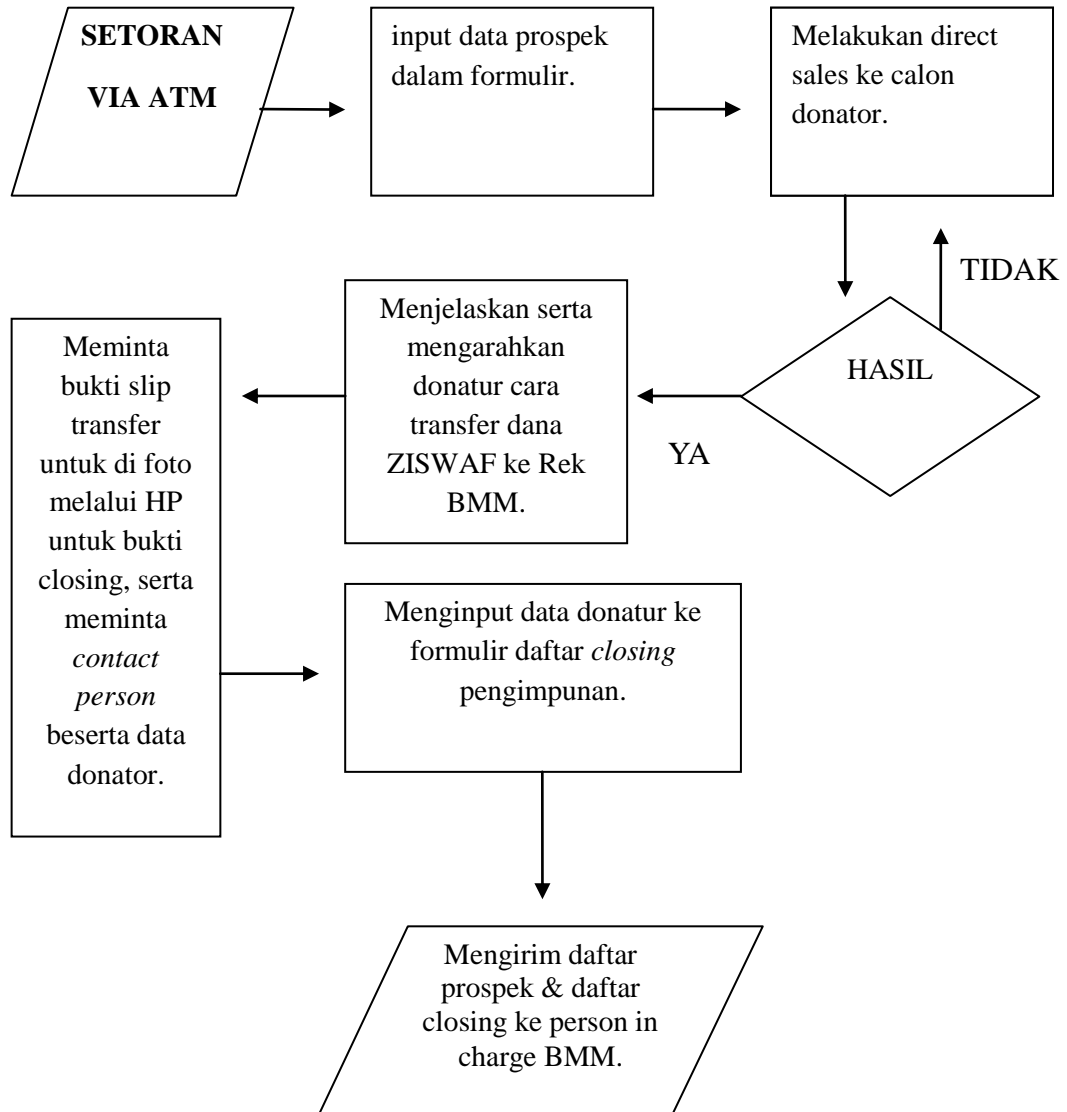 SETORAN
VIA ATM
input data prospek
dalam formulir.
Melakukan direct
sales ke calon
donator.
TIDAK
HASIL
YA
Menjelaskan serta
mengarahkan
donatur cara
transfer dana
ZISWAF ke Rek
BMM.
Meminta
bukti slip
transfer
untuk di foto
melalui HP
untuk bukti
closing, serta
meminta
contact
person
beserta data
donator.
Menginput data donatur ke
formulir daftar closing
pengimpunan.
Mengirim daftar
prospek & daftar
closing ke person in
charge BMM.